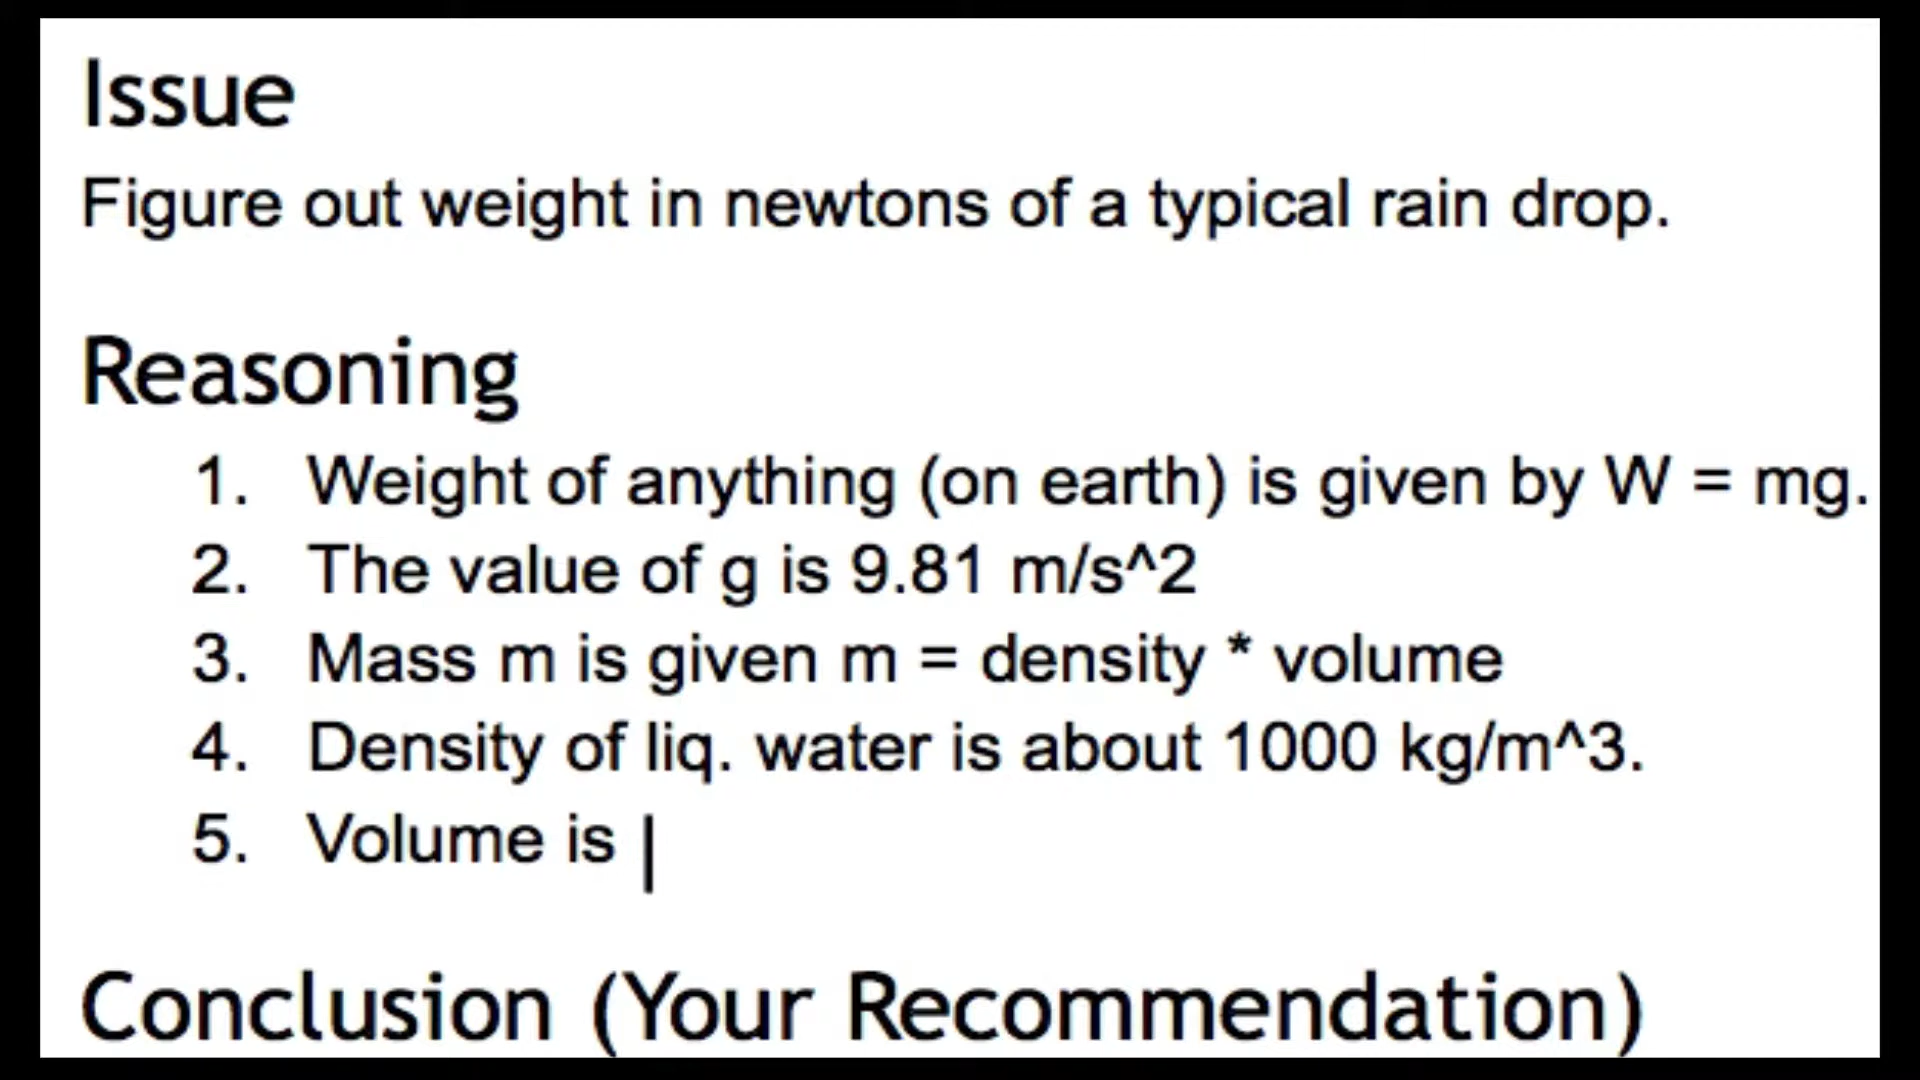 Issue
Figure out weight in newtons of a typical rain drop.
Reasoning
1. Weight of anything (on earth) is given by W = mg.
2. The value of g is 9.81 m/s^2
3. Mass m is given m = density * volume
4. Density of liq. water is about 1000 kg/m^3.
5. Volume is
Conclusion (Your Recommendation)